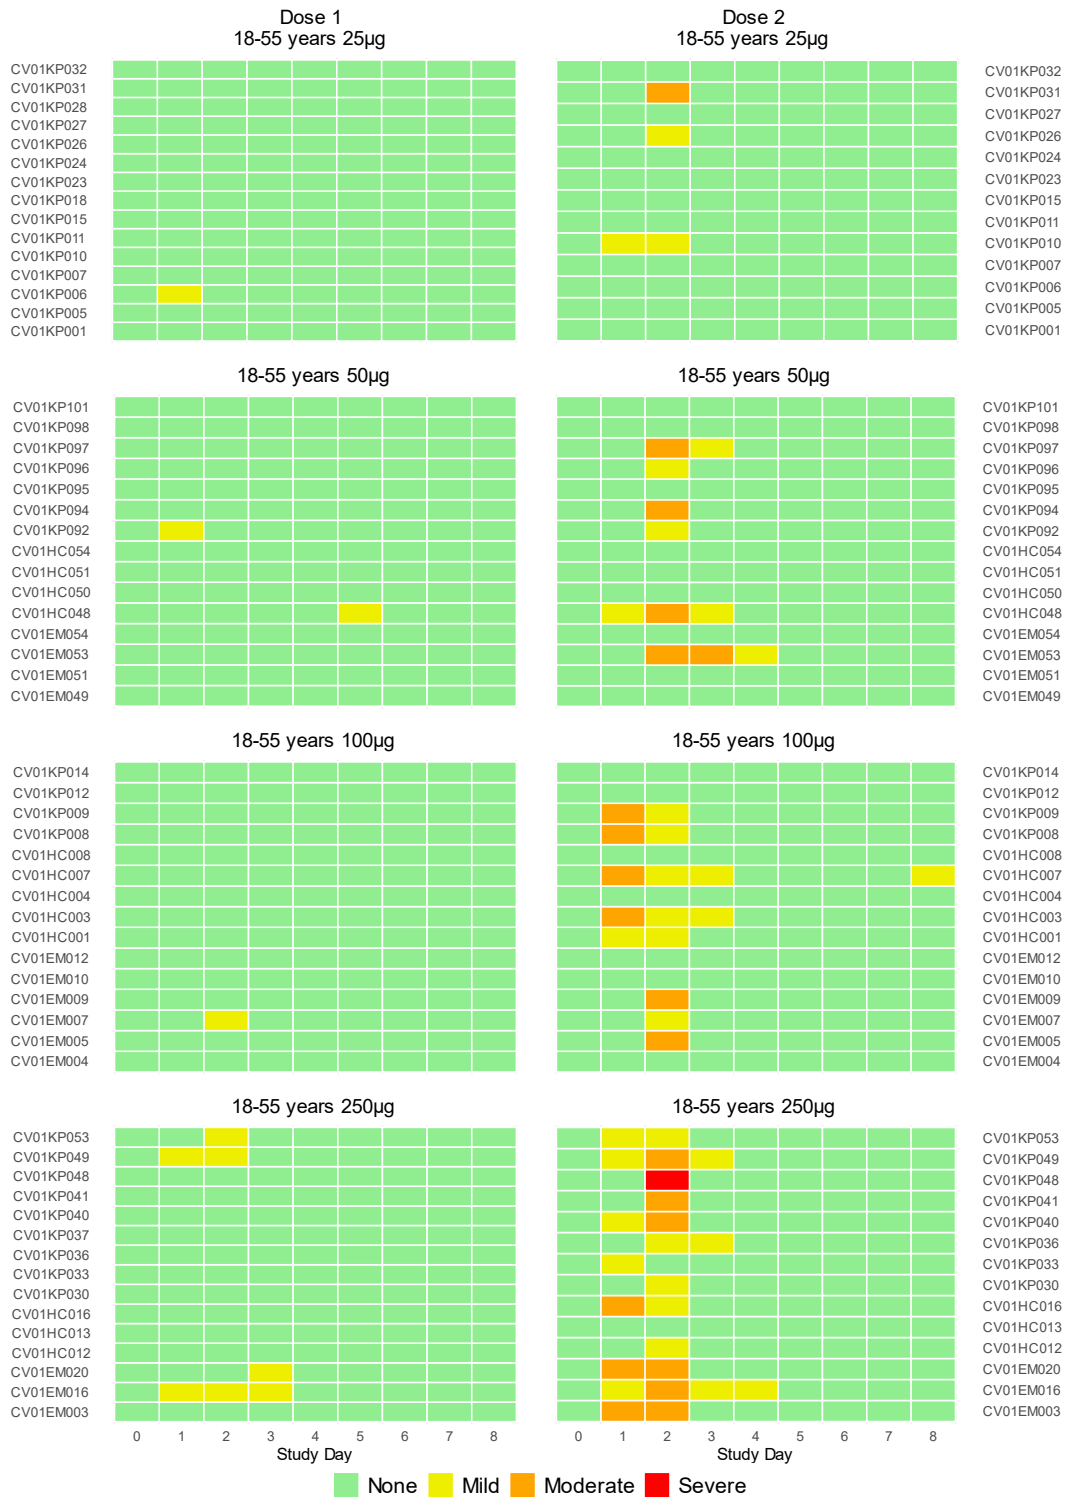 Dose 1
18-55 years 25µg
CV01KP032
CV01KP031
CV01KP028
CV01KP027
CV01KP026
CV01KP024
CV01KP023
CV01KP018
CV01KP015
CV01KP011
CV01KP010
CV01KP007
CV01KP006
CV01KP005
CV01KP001
Dose 2
18-55 years 25µg
CV01KP032
CV01KP031
CV01KP027
CV01KP026
CV01KP024
CV01KP023
CV01KP015
CV01KP011
CV01KP010
CV01KP007
CV01KP006
CV01KP005
CV01KP001
18-55 years 50µg
CV01KP101
CV01KP098
CV01KP097
CV01KP096
CV01KP095
CV01KP094
CV01KP092
CV01HC054
CV01HC051
CV01HC050
CV01HC048
CV01EM054
CV01EM053
CV01EM051
CV01EM049
18-55 years 50µg
CV01KP101
CV01KP098
CV01KP097
CV01KP096
CV01KP095
CV01KP094
CV01KP092
CV01HC054
CV01HC051
CV01HC050
CV01HC048
CV01EM054
CV01EM053
CV01EM051
CV01EM049
18-55 years 100µg
CV01KP014
CV01KP012
CV01KP009
CV01KP008
CV01HC008
CV01HC007
CV01HC004
CV01HC003
CV01HC001
CV01EM012
CV01EM010
CV01EM009
CV01EM007
CV01EM005
CV01EM004
18-55 years 100µg
CV01KP014
CV01KP012
CV01KP009
CV01KP008
CV01HC008
CV01HC007
CV01HC004
CV01HC003
CV01HC001
CV01EM012
CV01EM010
CV01EM009
CV01EM007
CV01EM005
CV01EM004
18-55 years 250µg
CV01KP053
CV01KP049
CV01KP048
CV01KP041
CV01KP040
CV01KP037
CV01KP036
CV01KP033
CV01KP030
CV01HC016
CV01HC013
CV01HC012
CV01EM020
CV01EM016
CV01EM003
0 1 2 3 4 5 6 7 8
Study Day
18-55 years 250µg
CV01KP053
CV01KP049
CV01KP048
CV01KP041
CV01KP040
CV01KP036
CV01KP033
CV01KP030
CV01HC016
CV01HC013
CV01HC012
CV01EM020
CV01EM016
CV01EM003
0 1 2 3 4 5 6 7 8
Study Day
None Mild Moderate Severe